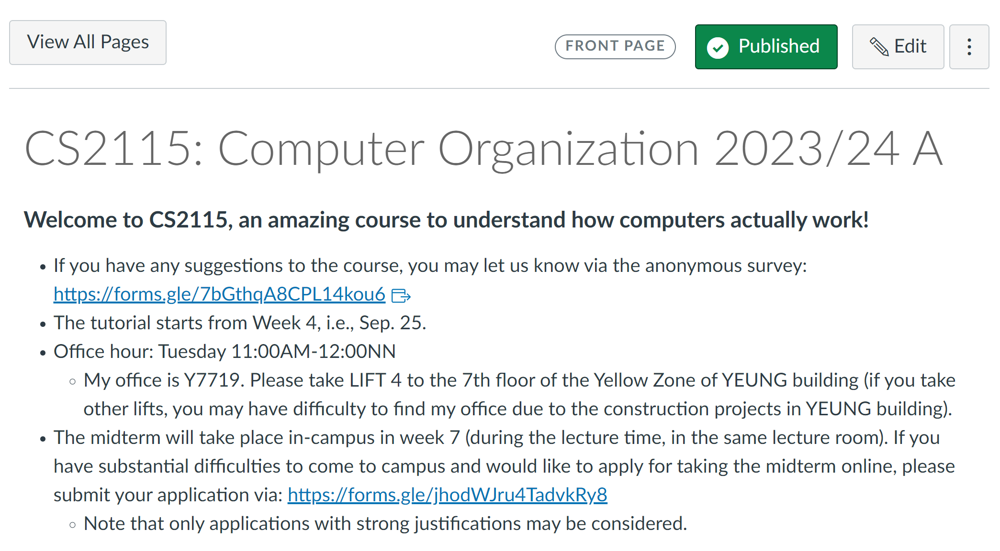 View All Pages
FRONT PAGE
Published
Edit
CS2115: Computer Organization 2023/24 A
Welcome to CS2115, an amazing course to understand how computers actually work!
If you have any suggestions to the course, you may let us know via the anonymous survey:
https://forms.gle/7bGthqA8CPL14kou6
The tutorial starts from Week 4, i.e., Sep. 25.
Office hour: Tuesday 11:00AM-12:00NN
My office is Y7719. Please take LIFT 4 to the 7th floor of the Yellow Zone of YEUNG building (if you take
other lifts, you may have difficulty to find my office due to the construction projects in YEUNG building).
The midterm will take place in-campus in week 7 (during the lecture time, in the same lecture room). If you
have substantial difficulties to come to campus and would like to apply for taking the midterm online, please
submit your application via: https://forms.gle/jhodWJru4TadvkRy8
Note that only applications with strong justifications may be considered.